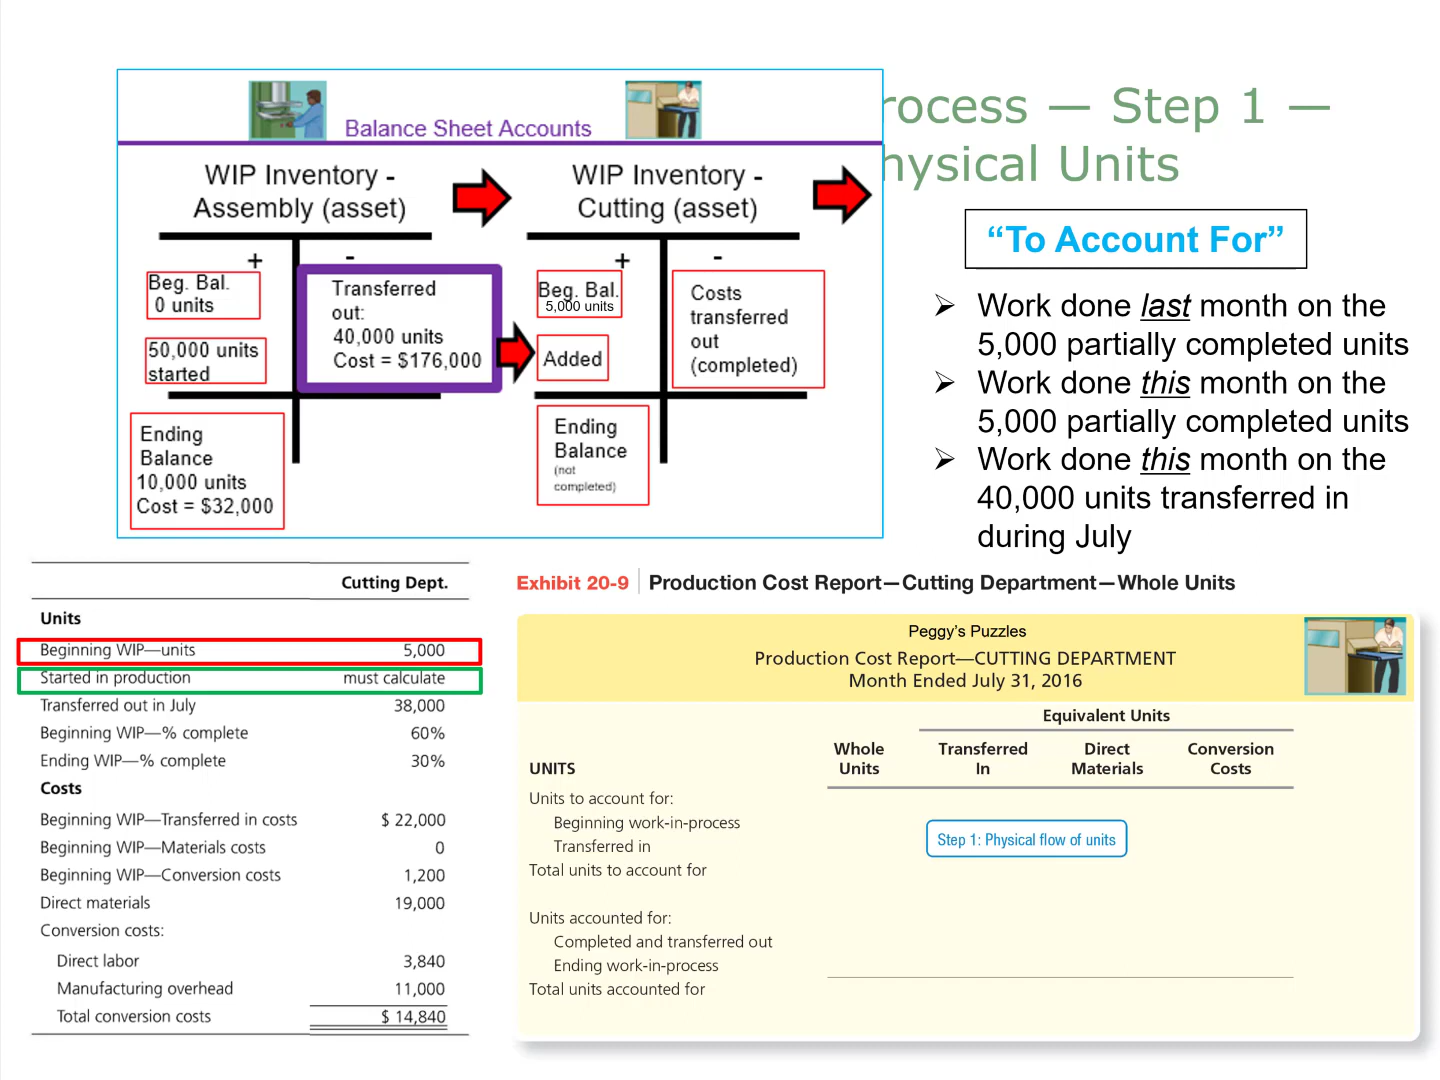 rocess — Step 1 —
hysical Units
Balance Sheet Accounts
WIP Inventory -
Assembly (asset)
+
-
Beg. Bal.
0 units
50,000 units
started
Transferred
out:
40,000 units
Cost = $176,000
Ending
Balance
10,000 units
Cost = $32,000
WIP Inventory -
Cutting (asset)
+
-
Beg. Bal.
5,000 units
Added
Costs
transferred
out
(completed)
Ending
Balance
(not
completed)
“To Account For”
➢ Work done last month on the
5,000 partially completed units
➢ Work done this month on the
5,000 partially completed units
➢ Work done this month on the
40,000 units transferred in
during July
Cutting Dept.
Units
Beginning WIP—units 5,000
Started in production must calculate
Transferred out in July 38,000
Beginning WIP—% complete 60%
Ending WIP—% complete 30%
Costs
Beginning WIP—Transferred in costs $ 22,000
Beginning WIP—Materials costs 0
Beginning WIP—Conversion costs 1,200
Direct materials 19,000
Conversion costs:
Direct labor 3,840
Manufacturing overhead 11,000
Total conversion costs $ 14,840
Exhibit 20-9 Production Cost Report—Cutting Department—Whole Units
Peggy’s Puzzles
Production Cost Report—CUTTING DEPARTMENT
Month Ended July 31, 2016
Equivalent Units
Whole Transferred Direct Conversion
UNITS Units In Materials Costs
Units to account for:
Beginning work-in-process
Transferred in
Total units to account for
Step 1: Physical flow of units
Units accounted for:
Completed and transferred out
Ending work-in-process
Total units accounted for